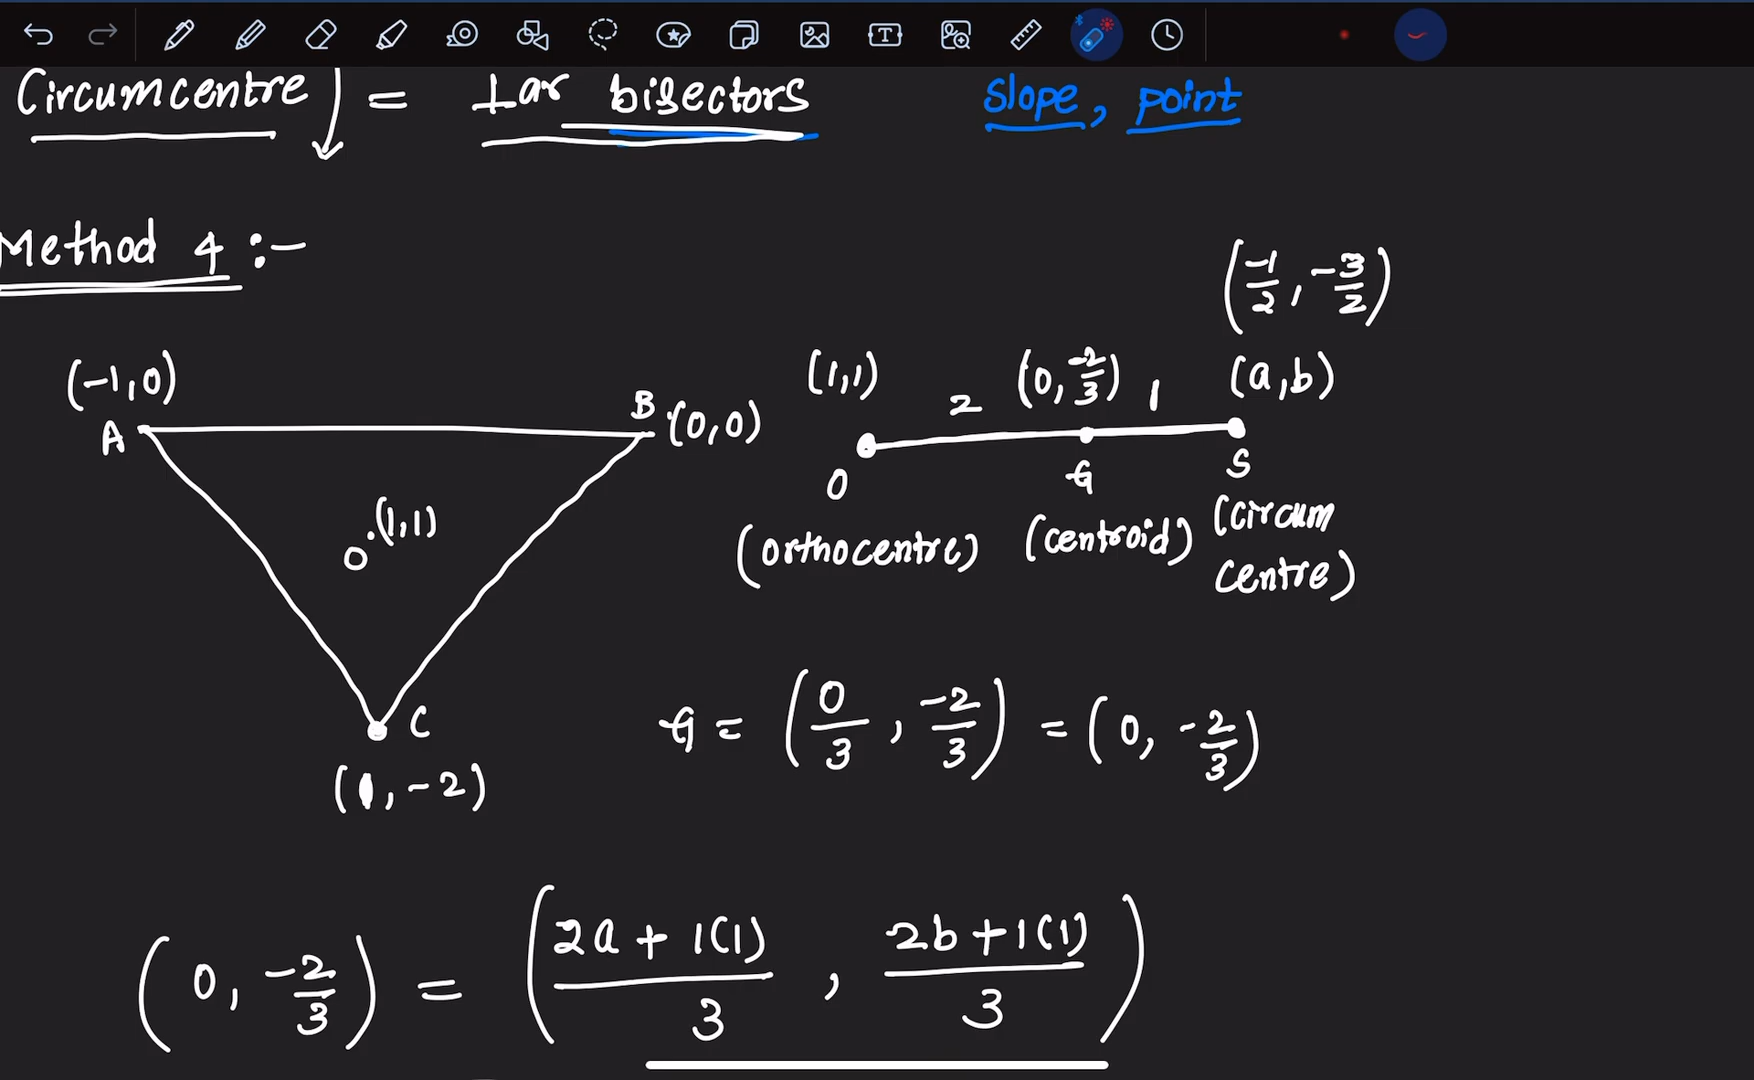 Circumcentre = ⊥ar bisectors slope, point
Method 4 :-
(-1/2, -3/2)
(-1,0) (1,1) (0, -2/3) (a,b)
2 1
A B (0,0)
O G S
O (1,1)
(orthocentre) (centroid) (circum
centre)
C
G = (0/3, -2/3) = (0, -2/3)
(1,-2)
(0, -2/3) = ((2a + 1(1))/3, (2b + 1(1))/3)